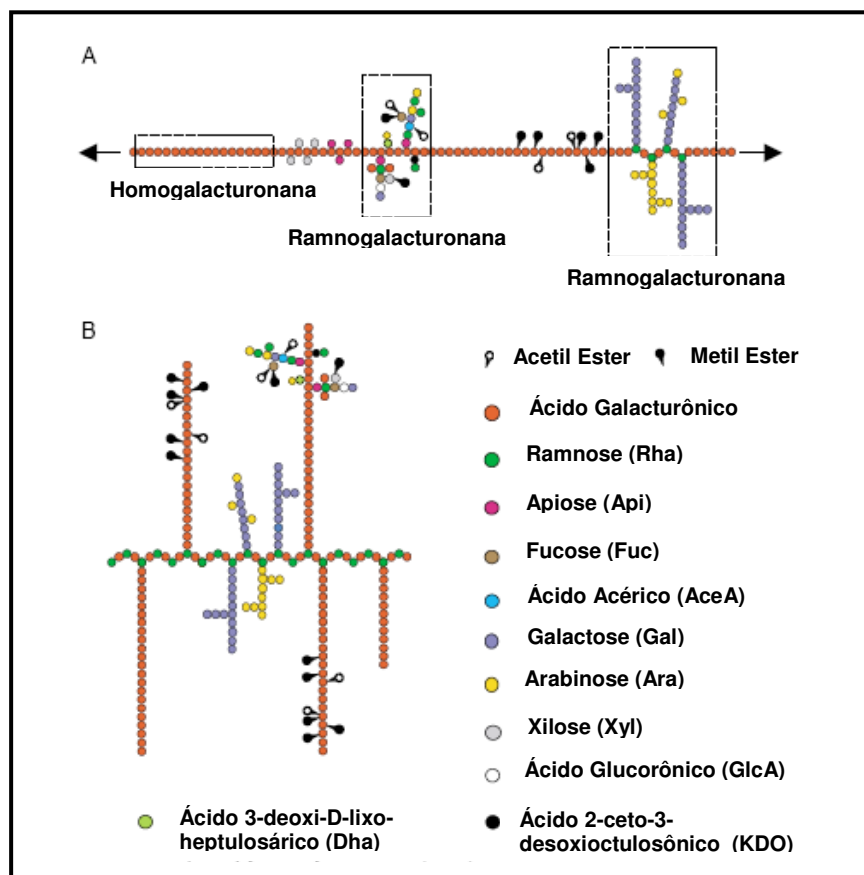 A
Homogalacturonana
Ramnogalacturonana
Ramnogalacturonana
B
Acetil Ester
Metil Ester
Ácido Galacturônico
Ramnose (Rha)
Apiose (Api)
Fucose (Fuc)
Ácido Acérico (AceA)
Galactose (Gal)
Arabinose (Ara)
Xilose (Xyl)
Ácido Glucorônico (GlcA)
Ácido 3-deoxi-D-lixo-
heptulosárico (Dha)
Ácido 2-ceto-3-
desoxioctulosônico (KDO)